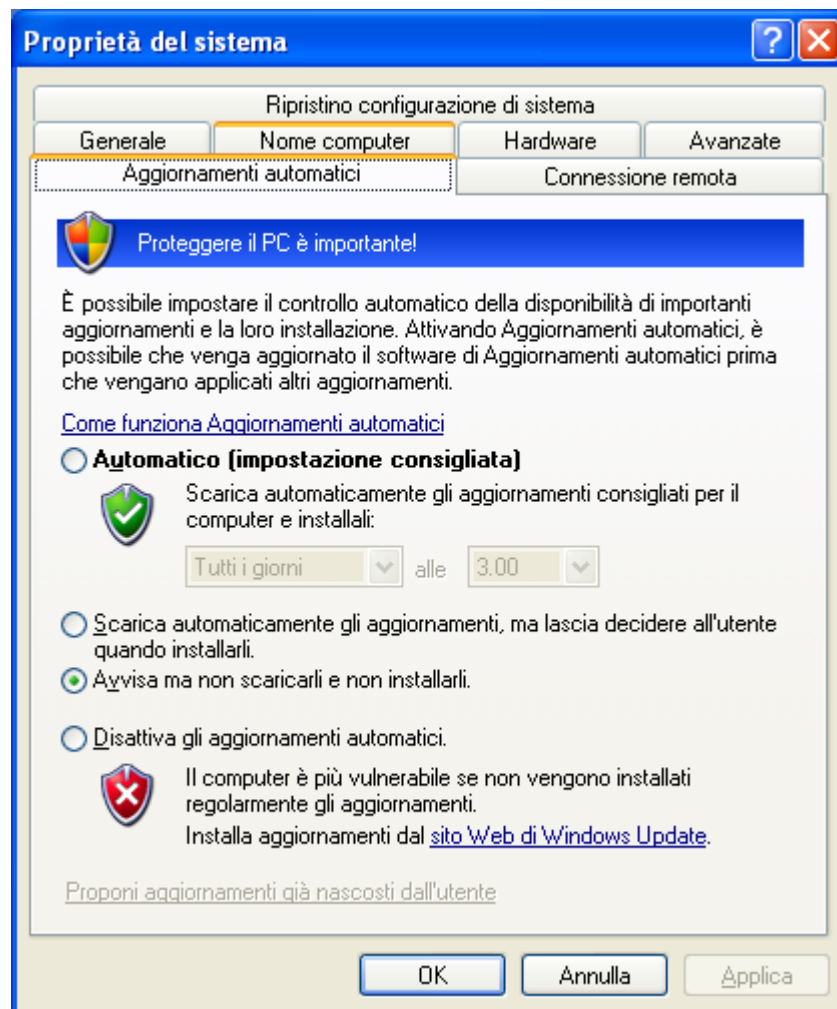 Proprietà del sistema
Ripristino configurazione di sistema
Generale
Nome computer
Hardware
Avanzate
Aggiornamenti automatici
Connessione remota
Proteggere il PC è importante!
È possibile impostare il controllo automatico della disponibilità di importanti
aggiornamenti e la loro installazione. Attivando Aggiornamenti automatici, è
possibile che venga aggiornato il software di Aggiornamenti automatici prima
che vengano applicati altri aggiornamenti.
Come funziona Aggiornamenti automatici
Automatico (impostazione consigliata)
Scarica automaticamente gli aggiornamenti consigliati per il
computer e installali:
Tutti i giorni alle 3.00
Scarica automaticamente gli aggiornamenti, ma lascia decidere all'utente
quando installarli.
Avvisa ma non scaricarli e non installarli.
Disattiva gli aggiornamenti automatici.
Il computer è più vulnerabile se non vengono installati
regolarmente gli aggiornamenti.
Installa aggiornamenti dal sito Web di Windows Update.
Proponi aggiornamenti già nascosti dall'utente
OK
Annulla
Applica